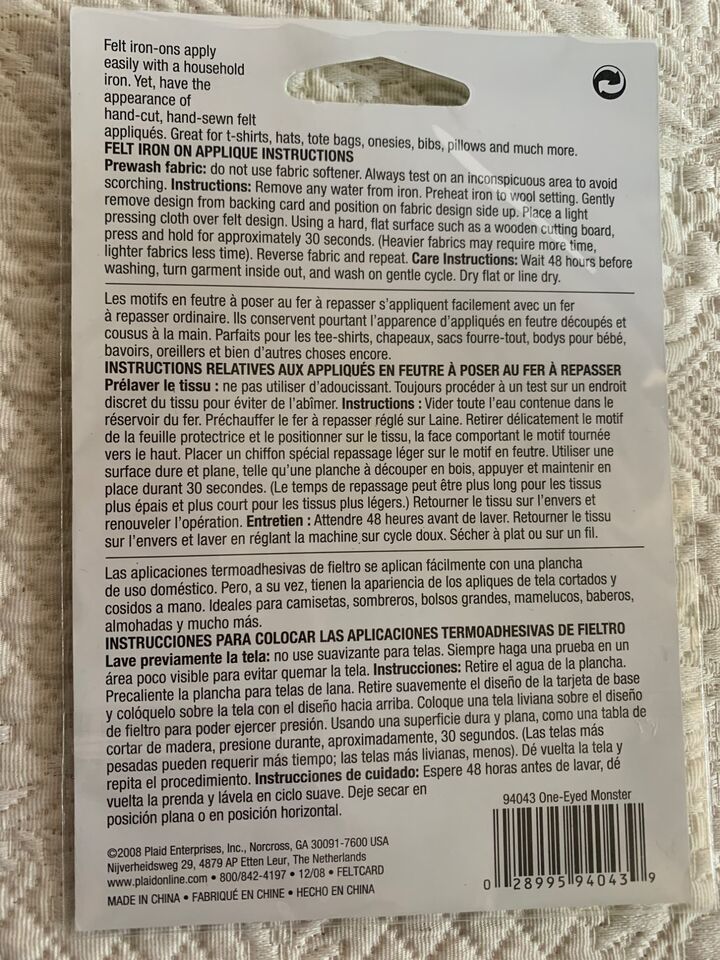 Felt iron-ons apply
easily with a household
iron. Yet, have the
appearance of
hand-cut, hand-sewn felt
appliqués. Great for t-shirts, hats, tote bags, onesies, bibs, pillows and much more.
FELT IRON ON APPLIQUE INSTRUCTIONS
Prewash fabric: do not use fabric softener. Always test on an inconspicuous area to avoid
scorching. Instructions: Remove any water from iron. Preheat iron to wool setting. Gently
remove design from backing card and position on fabric design side up. Place a light
pressing cloth over felt design. Using a hard, flat surface such as a wooden cutting board,
press and hold for approximately 30 seconds. (Heavier fabrics may require more time,
lighter fabrics less time). Reverse fabric and repeat. Care Instructions: Wait 48 hours before
washing, turn garment inside out, and wash on gentle cycle. Dry flat or line dry.
Les motifs en feutre à poser au fer à repasser s'appliquent facilement avec un fer
à repasser ordinaire. Ils conservent pourtant l'apparence d'appliqués en feutre découpés et
cousus à la main. Parfaits pour les tee-shirts, chapeaux, sacs fourre-tout, bodys pour bébé,
bavoirs, oreillers et bien d'autres choses encore.
INSTRUCTIONS RELATIVES AUX APPLIQUÉS EN FEUTRE À POSER AU FER À REPASSER
Prélaver le tissu : ne pas utiliser d'adoucissant. Toujours procéder à un test sur un endroit
discret du tissu pour éviter de l'abîmer. Instructions : Vider toute l'eau contenue dans le
réservoir du fer. Préchauffer le fer à repasser réglé sur Laine. Retirer délicatement le motif
de la feuille protectrice et le positionner sur le tissu, la face comportant le motif tournée
vers le haut. Placer un chiffon spécial repassage léger sur le motif en feutre. Utiliser une
surface dure et plane, telle qu'une planche à découper en bois, appuyer et maintenir en
place durant 30 secondes. (Le temps de repassage peut être plus long pour les tissus
plus épais et plus court pour les tissus plus légers.) Retourner le tissu sur l'envers et
renouveler l'opération. Entretien : Attendre 48 heures avant de laver. Retourner le tissu
sur l'envers et laver en réglant la machine sur cycle doux. Sécher à plat ou sur un fil.
Las aplicaciones termoadhesivas de fieltro se aplican fácilmente con una plancha
de uso doméstico. Pero, a su vez, tienen la apariencia de los apliques de tela cortados y
cosidos a mano. Ideales para camisetas, sombreros, bolsos grandes, mamelucos, baberos,
almohadas y mucho más.
INSTRUCCIONES PARA COLOCAR LAS APLICACIONES TERMOADHESIVAS DE FIELTRO
Lave previamente la tela: no use suavizante para telas. Siempre haga una prueba en un
área poco visible para evitar quemar la tela. Instrucciones: Retire el agua de la plancha.
Precaliente la plancha para telas de lana. Retire suavemente el diseño de la tarjeta de base
y colóquelo sobre la tela con el diseño hacia arriba. Coloque una tela liviana sobre el diseño
de fieltro para poder ejercer presión. Usando una superficie dura y plana, como una tabla de
cortar de madera, presione durante, aproximadamente, 30 segundos. (Las telas más
pesadas pueden requerir más tiempo; las telas más livianas, menos). Dé vuelta la tela y
repita el procedimiento. Instrucciones de cuidado: Espere 48 horas antes de lavar, dé
vuelta la prenda y lávela en ciclo suave. Deje secar en
posición plana o en posición horizontal.
94043 One-Eyed Monster
©2008 Plaid Enterprises, Inc., Norcross, GA 30091-7600 USA
Nijverheidsweg 29, 4879 AP Etten Leur, The Netherlands
www.plaidonline.com • 800/842-4197 • 12/08 • FELTCARD
MADE IN CHINA • FABRIQUÉ EN CHINE • HECHO EN CHINA
0 28995 94043 9